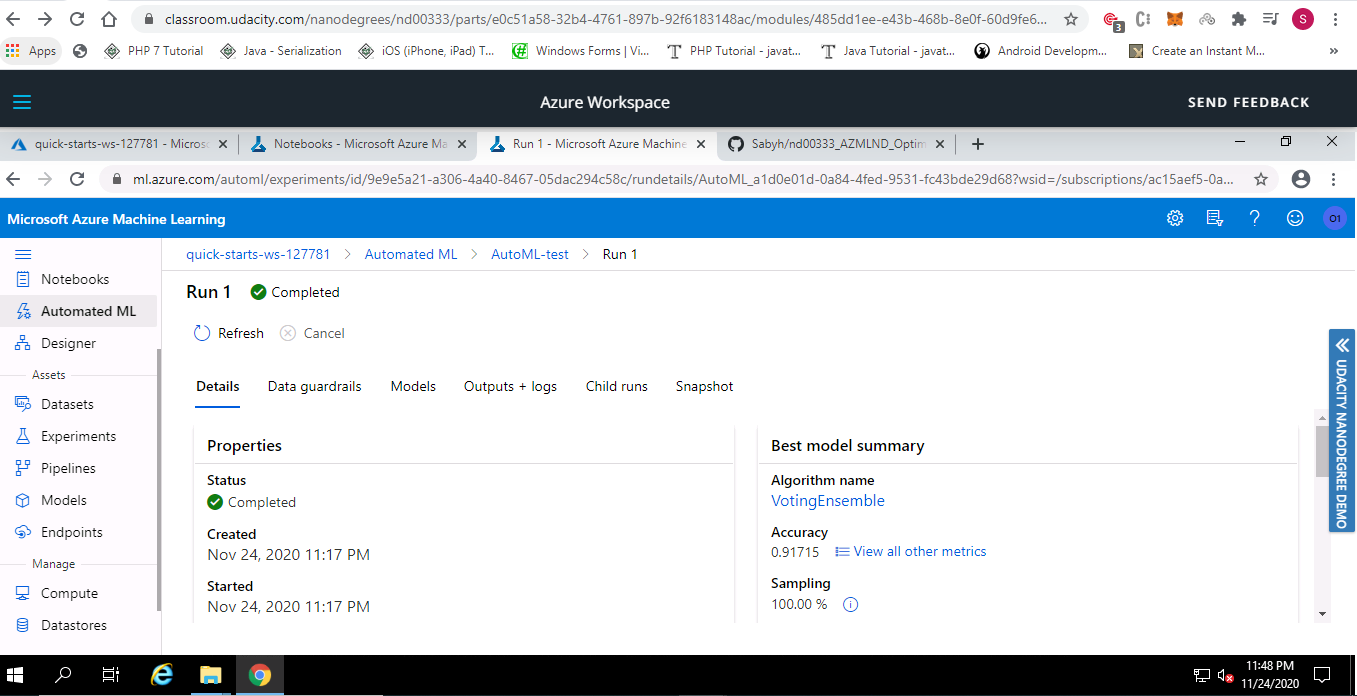 classroom.udacity.com/nanodegrees/nd00333/parts/e0c51a58-32b4-4761-897b-92f6183148ac/modules/485dd1ee-e43b-468b-8e0f-60d9fe6...
3
S
Apps
PHP 7 Tutorial
Java - Serialization
iOS (iPhone, iPad) T...
Windows Forms | Vi...
PHP Tutorial - javat...
Java Tutorial - javat...
Android Developm...
Create an Instant M...
»
Azure Workspace
SEND FEEDBACK
quick-starts-ws-127781 - Micros
Notebooks - Microsoft Azure Ma
Run 1 - Microsoft Azure Machine
Sabyh/nd00333_AZMLND_Optim
ml.azure.com/automl/experiments/id/9e9e5a21-a306-4a40-8467-05dac294c58c/rundetails/AutoML_a1d0e01d-0a84-4fed-9531-fc43bde29d68?wsid=/subscriptions/ac15aef5-0a...
Microsoft Azure Machine Learning
O1
Notebooks
Automated ML
Designer
Assets
Datasets
Experiments
Pipelines
Models
Endpoints
Manage
Compute
Datastores
quick-starts-ws-127781 > Automated ML > AutoML-test > Run 1
Run 1 Completed
Refresh Cancel
Details Data guardrails Models Outputs + logs Child runs Snapshot
Properties
Status
Completed
Created
Nov 24, 2020 11:17 PM
Started
Nov 24, 2020 11:17 PM
Best model summary
Algorithm name
VotingEnsemble
Accuracy
0.91715 View all other metrics
Sampling
100.00 %
UDACITY NANODEGREE DEMO
11:48 PM
11/24/2020